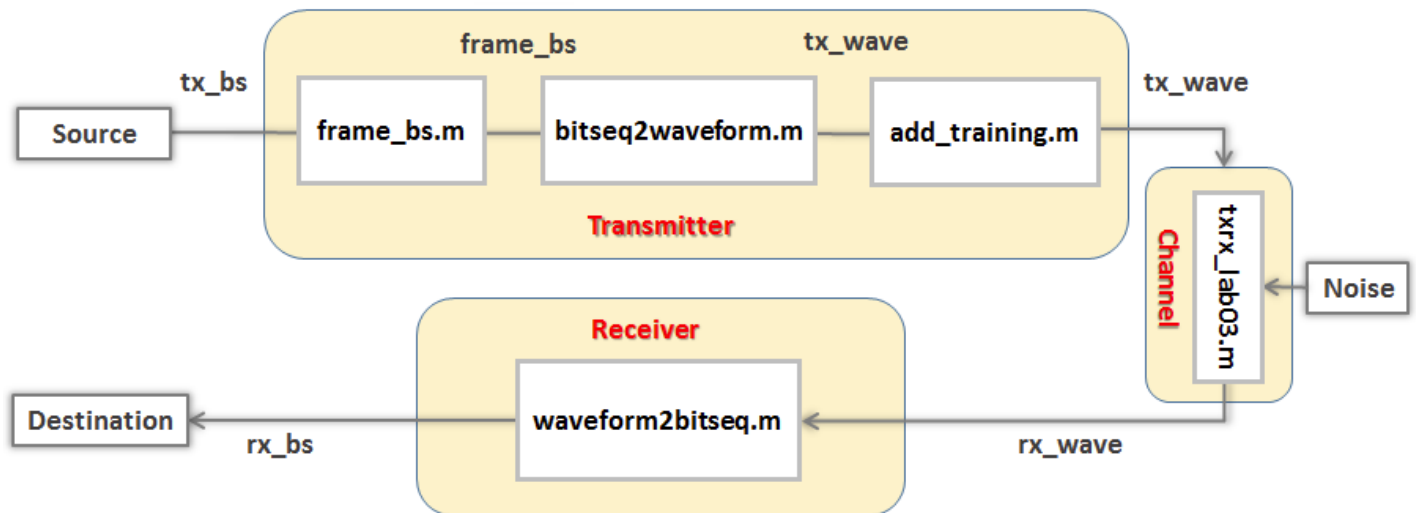 frame_bs
tx_wave
tx_bs
tx_wave
Source
frame_bs.m
bitseq2waveform.m
add_training.m
Transmitter
txrx_lab03.m
Channel
Noise
Receiver
Destination
waveform2bitseq.m
rx_bs
rx_wave